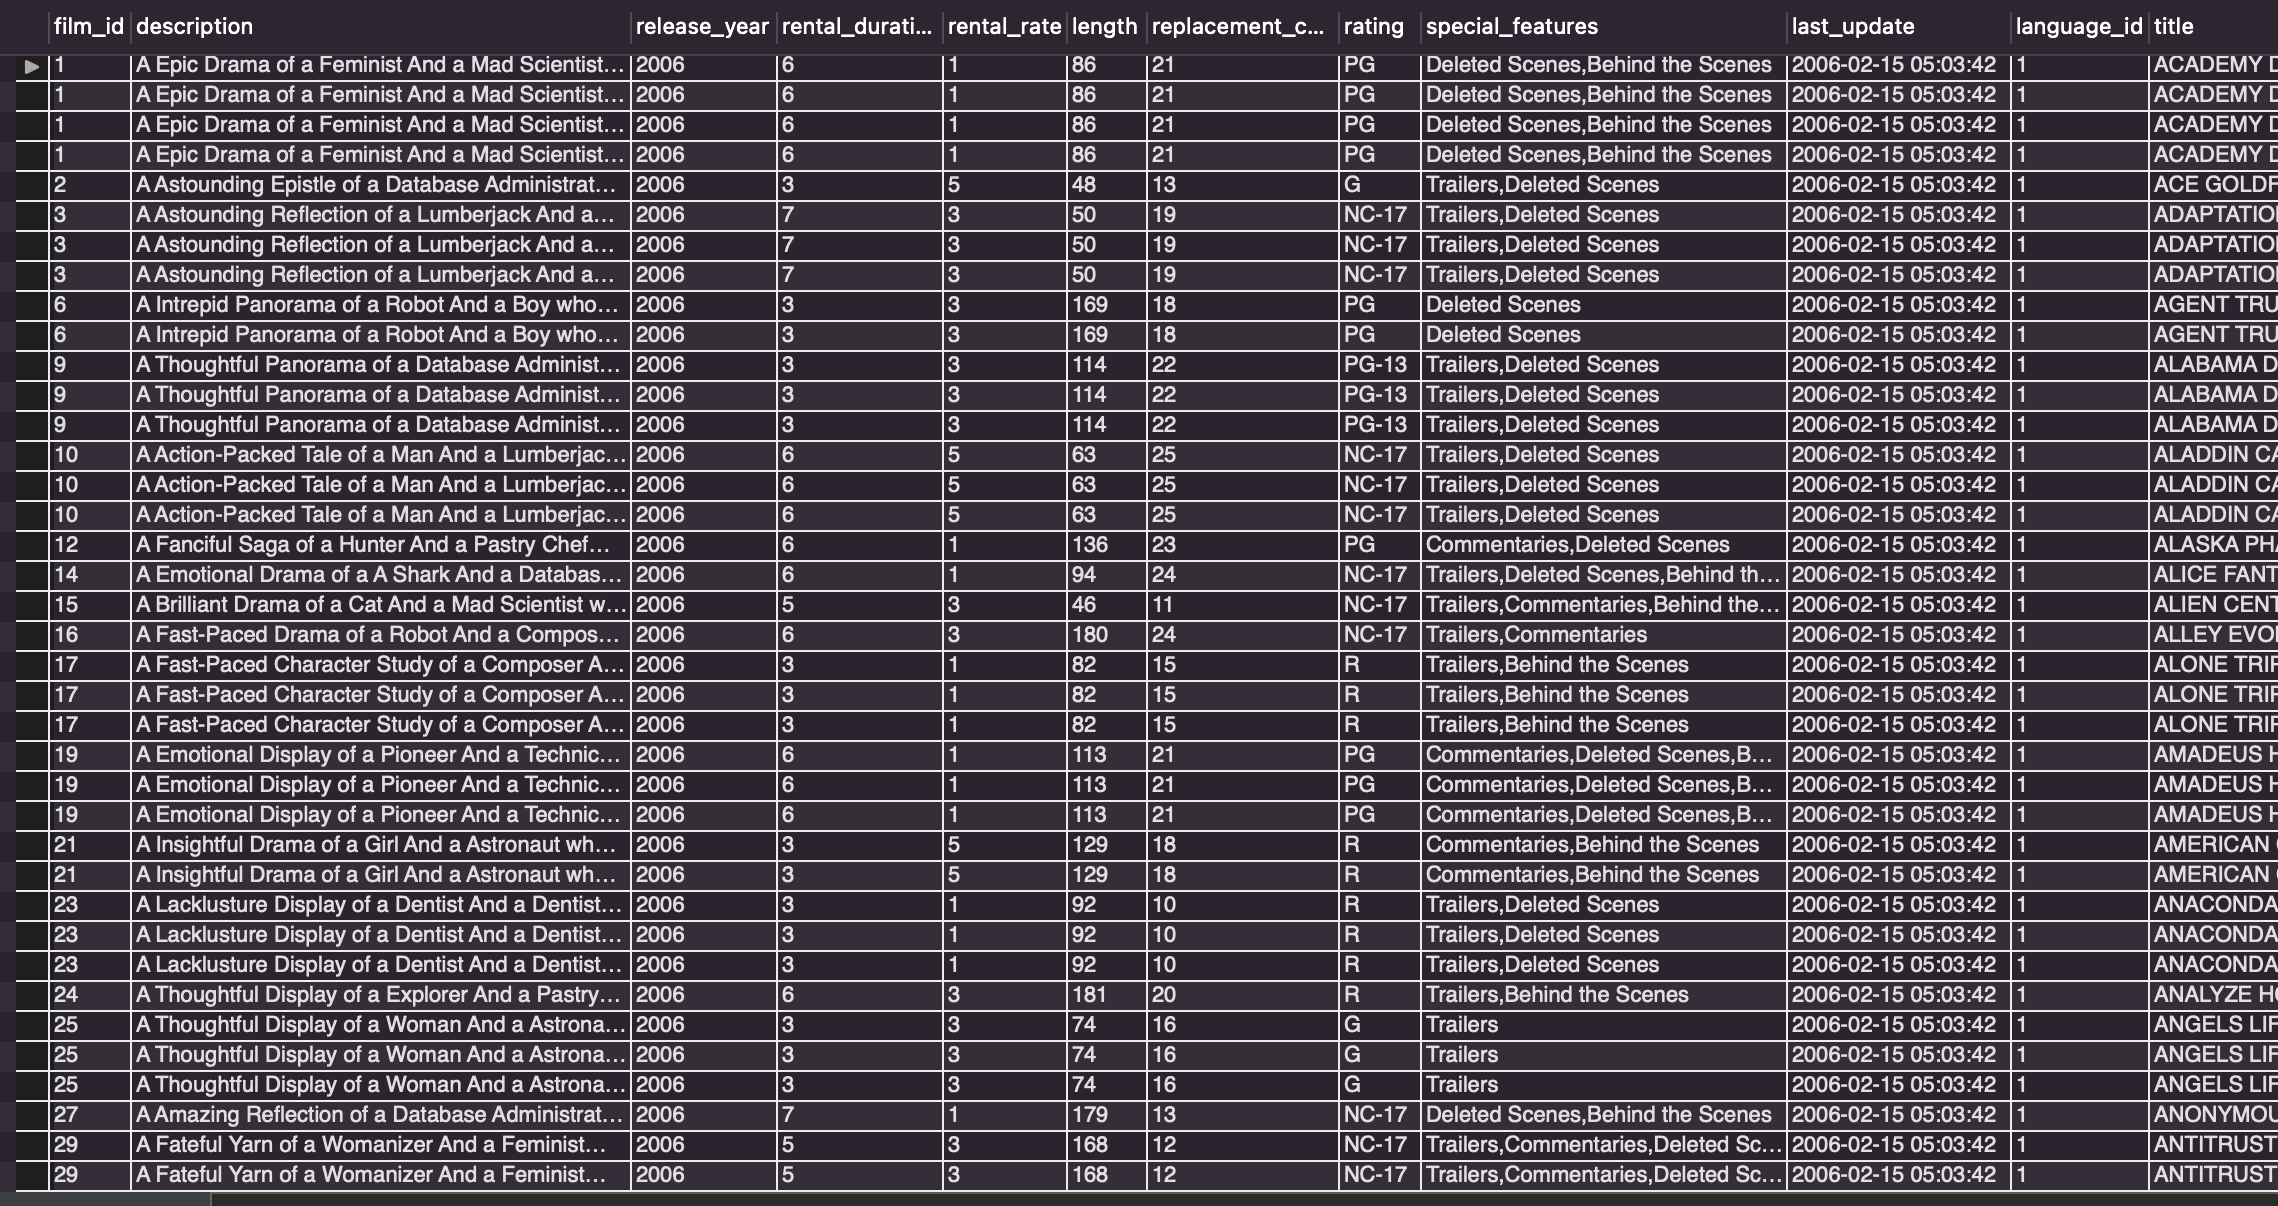 film_id description release_year rental_durati... rental_rate length replacement_c... rating special_features last_update language_id title
1 A Epic Drama of a Feminist And a Mad Scientist... 2006 6 1 86 21 PG Deleted Scenes,Behind the Scenes 2006-02-15 05:03:42 1 ACADEMY D
1 A Epic Drama of a Feminist And a Mad Scientist... 2006 6 1 86 21 PG Deleted Scenes,Behind the Scenes 2006-02-15 05:03:42 1 ACADEMY D
1 A Epic Drama of a Feminist And a Mad Scientist... 2006 6 1 86 21 PG Deleted Scenes,Behind the Scenes 2006-02-15 05:03:42 1 ACADEMY D
1 A Epic Drama of a Feminist And a Mad Scientist... 2006 6 1 86 21 PG Deleted Scenes,Behind the Scenes 2006-02-15 05:03:42 1 ACADEMY D
2 A Astounding Epistle of a Database Administrat... 2006 3 5 48 13 G Trailers,Deleted Scenes 2006-02-15 05:03:42 1 ACE GOLDF
3 A Astounding Reflection of a Lumberjack And a... 2006 7 3 50 19 NC-17 Trailers,Deleted Scenes 2006-02-15 05:03:42 1 ADAPTATIO
3 A Astounding Reflection of a Lumberjack And a... 2006 7 3 50 19 NC-17 Trailers,Deleted Scenes 2006-02-15 05:03:42 1 ADAPTATIO
3 A Astounding Reflection of a Lumberjack And a... 2006 7 3 50 19 NC-17 Trailers,Deleted Scenes 2006-02-15 05:03:42 1 ADAPTATIO
6 A Intrepid Panorama of a Robot And a Boy who... 2006 3 3 169 18 PG Deleted Scenes 2006-02-15 05:03:42 1 AGENT TRU
6 A Intrepid Panorama of a Robot And a Boy who... 2006 3 3 169 18 PG Deleted Scenes 2006-02-15 05:03:42 1 AGENT TRU
9 A Thoughtful Panorama of a Database Administ... 2006 3 3 114 22 PG-13 Trailers,Deleted Scenes 2006-02-15 05:03:42 1 ALABAMA D
9 A Thoughtful Panorama of a Database Administ... 2006 3 3 114 22 PG-13 Trailers,Deleted Scenes 2006-02-15 05:03:42 1 ALABAMA D
9 A Thoughtful Panorama of a Database Administ... 2006 3 3 114 22 PG-13 Trailers,Deleted Scenes 2006-02-15 05:03:42 1 ALABAMA D
10 A Action-Packed Tale of a Man And a Lumberjac... 2006 6 5 63 25 NC-17 Trailers,Deleted Scenes 2006-02-15 05:03:42 1 ALADDIN CA
10 A Action-Packed Tale of a Man And a Lumberjac... 2006 6 5 63 25 NC-17 Trailers,Deleted Scenes 2006-02-15 05:03:42 1 ALADDIN CA
10 A Action-Packed Tale of a Man And a Lumberjac... 2006 6 5 63 25 NC-17 Trailers,Deleted Scenes 2006-02-15 05:03:42 1 ALADDIN CA
12 A Fanciful Saga of a Hunter And a Pastry Chef... 2006 6 1 136 23 PG Commentaries,Deleted Scenes 2006-02-15 05:03:42 1 ALASKA PHA
14 A Emotional Drama of a A Shark And a Databas... 2006 6 1 94 24 NC-17 Trailers,Deleted Scenes,Behind th... 2006-02-15 05:03:42 1 ALICE FANT
15 A Brilliant Drama of a Cat And a Mad Scientist w... 2006 5 3 46 11 NC-17 Trailers,Commentaries,Behind the... 2006-02-15 05:03:42 1 ALIEN CENT
16 A Fast-Paced Drama of a Robot And a Compos... 2006 6 3 180 24 NC-17 Trailers,Commentaries 2006-02-15 05:03:42 1 ALLEY EVO
17 A Fast-Paced Character Study of a Composer A... 2006 3 1 82 15 R Trailers,Behind the Scenes 2006-02-15 05:03:42 1 ALONE TRIP
17 A Fast-Paced Character Study of a Composer A... 2006 3 1 82 15 R Trailers,Behind the Scenes 2006-02-15 05:03:42 1 ALONE TRIP
17 A Fast-Paced Character Study of a Composer A... 2006 3 1 82 15 R Trailers,Behind the Scenes 2006-02-15 05:03:42 1 ALONE TRIP
19 A Emotional Display of a Pioneer And a Technic... 2006 6 1 113 21 PG Commentaries,Deleted Scenes,B... 2006-02-15 05:03:42 1 AMADEUS H
19 A Emotional Display of a Pioneer And a Technic... 2006 6 1 113 21 PG Commentaries,Deleted Scenes,B... 2006-02-15 05:03:42 1 AMADEUS H
19 A Emotional Display of a Pioneer And a Technic... 2006 6 1 113 21 PG Commentaries,Deleted Scenes,B... 2006-02-15 05:03:42 1 AMADEUS H
21 A Insightful Drama of a Girl And a Astronaut wh... 2006 3 5 129 18 R Commentaries,Behind the Scenes 2006-02-15 05:03:42 1 AMERICAN
21 A Insightful Drama of a Girl And a Astronaut wh... 2006 3 5 129 18 R Commentaries,Behind the Scenes 2006-02-15 05:03:42 1 AMERICAN
23 A Lacklusture Display of a Dentist And a Dentist... 2006 3 1 92 10 R Trailers,Deleted Scenes 2006-02-15 05:03:42 1 ANACONDA
23 A Lacklusture Display of a Dentist And a Dentist... 2006 3 1 92 10 R Trailers,Deleted Scenes 2006-02-15 05:03:42 1 ANACONDA
23 A Lacklusture Display of a Dentist And a Dentist... 2006 3 1 92 10 R Trailers,Deleted Scenes 2006-02-15 05:03:42 1 ANACONDA
24 A Thoughtful Display of a Explorer And a Pastry... 2006 6 3 181 20 R Trailers,Behind the Scenes 2006-02-15 05:03:42 1 ANALYZE HO
25 A Thoughtful Display of a Woman And a Astrona... 2006 3 3 74 16 G Trailers 2006-02-15 05:03:42 1 ANGELS LIF
25 A Thoughtful Display of a Woman And a Astrona... 2006 3 3 74 16 G Trailers 2006-02-15 05:03:42 1 ANGELS LIF
25 A Thoughtful Display of a Woman And a Astrona... 2006 3 3 74 16 G Trailers 2006-02-15 05:03:42 1 ANGELS LIF
27 A Amazing Reflection of a Database Administrat... 2006 7 1 179 13 NC-17 Deleted Scenes,Behind the Scenes 2006-02-15 05:03:42 1 ANONYMOU
29 A Fateful Yarn of a Womanizer And a Feminist... 2006 5 3 168 12 NC-17 Trailers,Commentaries,Deleted Sc... 2006-02-15 05:03:42 1 ANTITRUST
29 A Fateful Yarn of a Womanizer And a Feminist... 2006 5 3 168 12 NC-17 Trailers,Commentaries,Deleted Sc... 2006-02-15 05:03:42 1 ANTITRUST